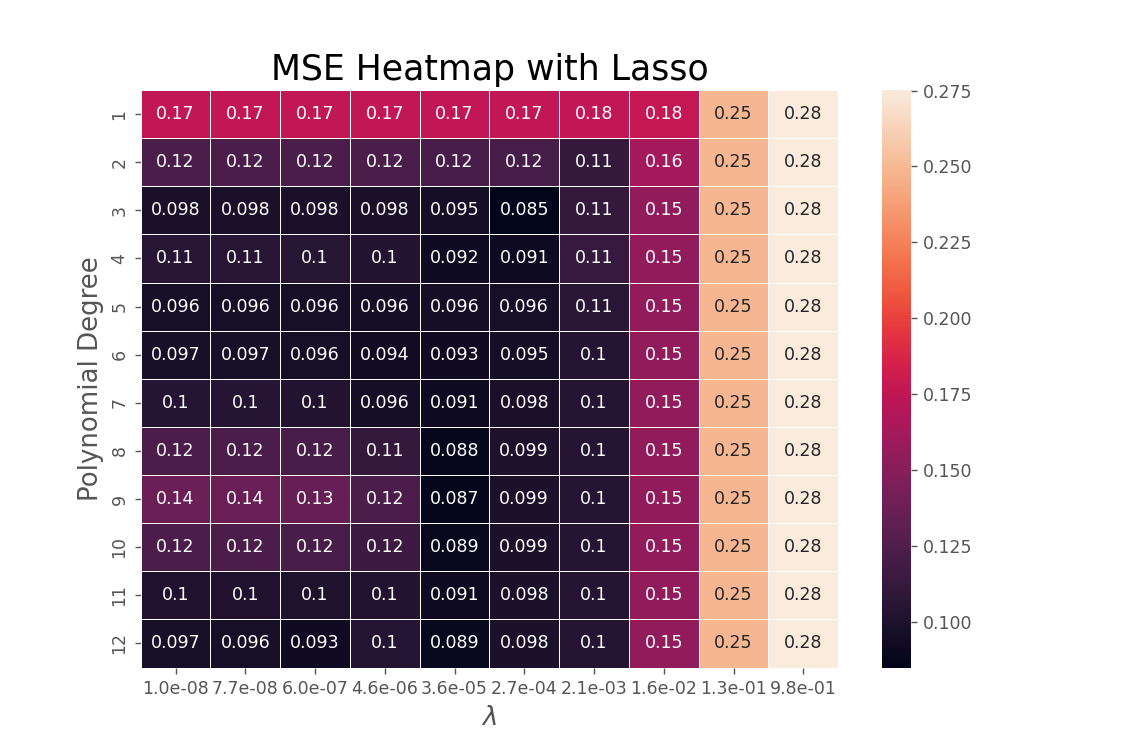 MSE Heatmap with Lasso
1 0.17 0.17 0.17 0.17 0.17 0.17 0.18 0.18 0.25 0.28
2 0.12 0.12 0.12 0.12 0.12 0.12 0.11 0.16 0.25 0.28
3 0.098 0.098 0.098 0.098 0.095 0.085 0.11 0.15 0.25 0.28
4 0.11 0.11 0.1 0.1 0.092 0.091 0.11 0.15 0.25 0.28
5 0.096 0.096 0.096 0.096 0.096 0.096 0.11 0.15 0.25 0.28
6 0.097 0.097 0.096 0.094 0.093 0.095 0.1 0.15 0.25 0.28
7 0.1 0.1 0.1 0.096 0.091 0.098 0.1 0.15 0.25 0.28
8 0.12 0.12 0.12 0.11 0.088 0.099 0.1 0.15 0.25 0.28
9 0.14 0.14 0.13 0.12 0.087 0.099 0.1 0.15 0.25 0.28
10 0.12 0.12 0.12 0.12 0.089 0.099 0.1 0.15 0.25 0.28
11 0.1 0.1 0.1 0.1 0.091 0.098 0.1 0.15 0.25 0.28
12 0.097 0.096 0.093 0.1 0.089 0.098 0.1 0.15 0.25 0.28
1.0e-08 7.7e-08 6.0e-07 4.6e-06 3.6e-05 2.7e-04 2.1e-03 1.6e-02 1.3e-01 9.8e-01
λ
Polynomial Degree
0.275
0.250
0.225
0.200
0.175
0.150
0.125
0.100